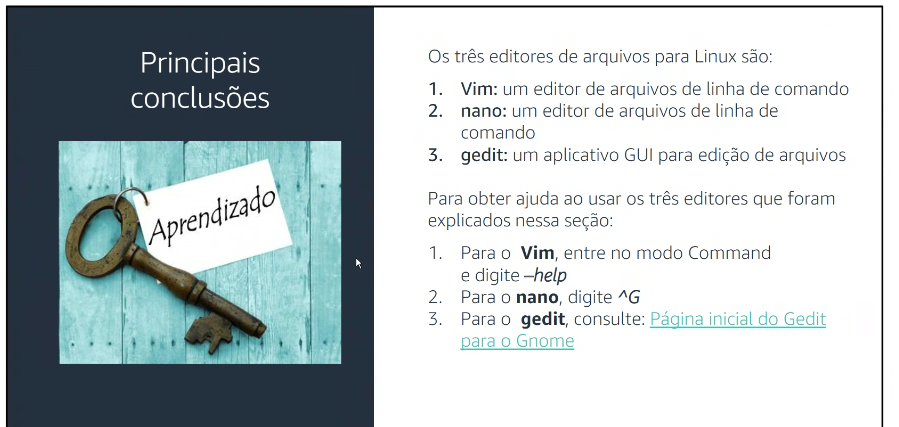 Principais
conclusões
Aprendizado
Os três editores de arquivos para Linux são:
1. Vim: um editor de arquivos de linha de comando
2. nano: um editor de arquivos de linha de
comando
3. gedit: um aplicativo GUI para edição de arquivos
Para obter ajuda ao usar os três editores que foram
explicados nessa seção:
1. Para o Vim, entre no modo Command
e digite –help
2. Para o nano, digite ^G
3. Para o gedit, consulte: Página inicial do Gedit
para o Gnome